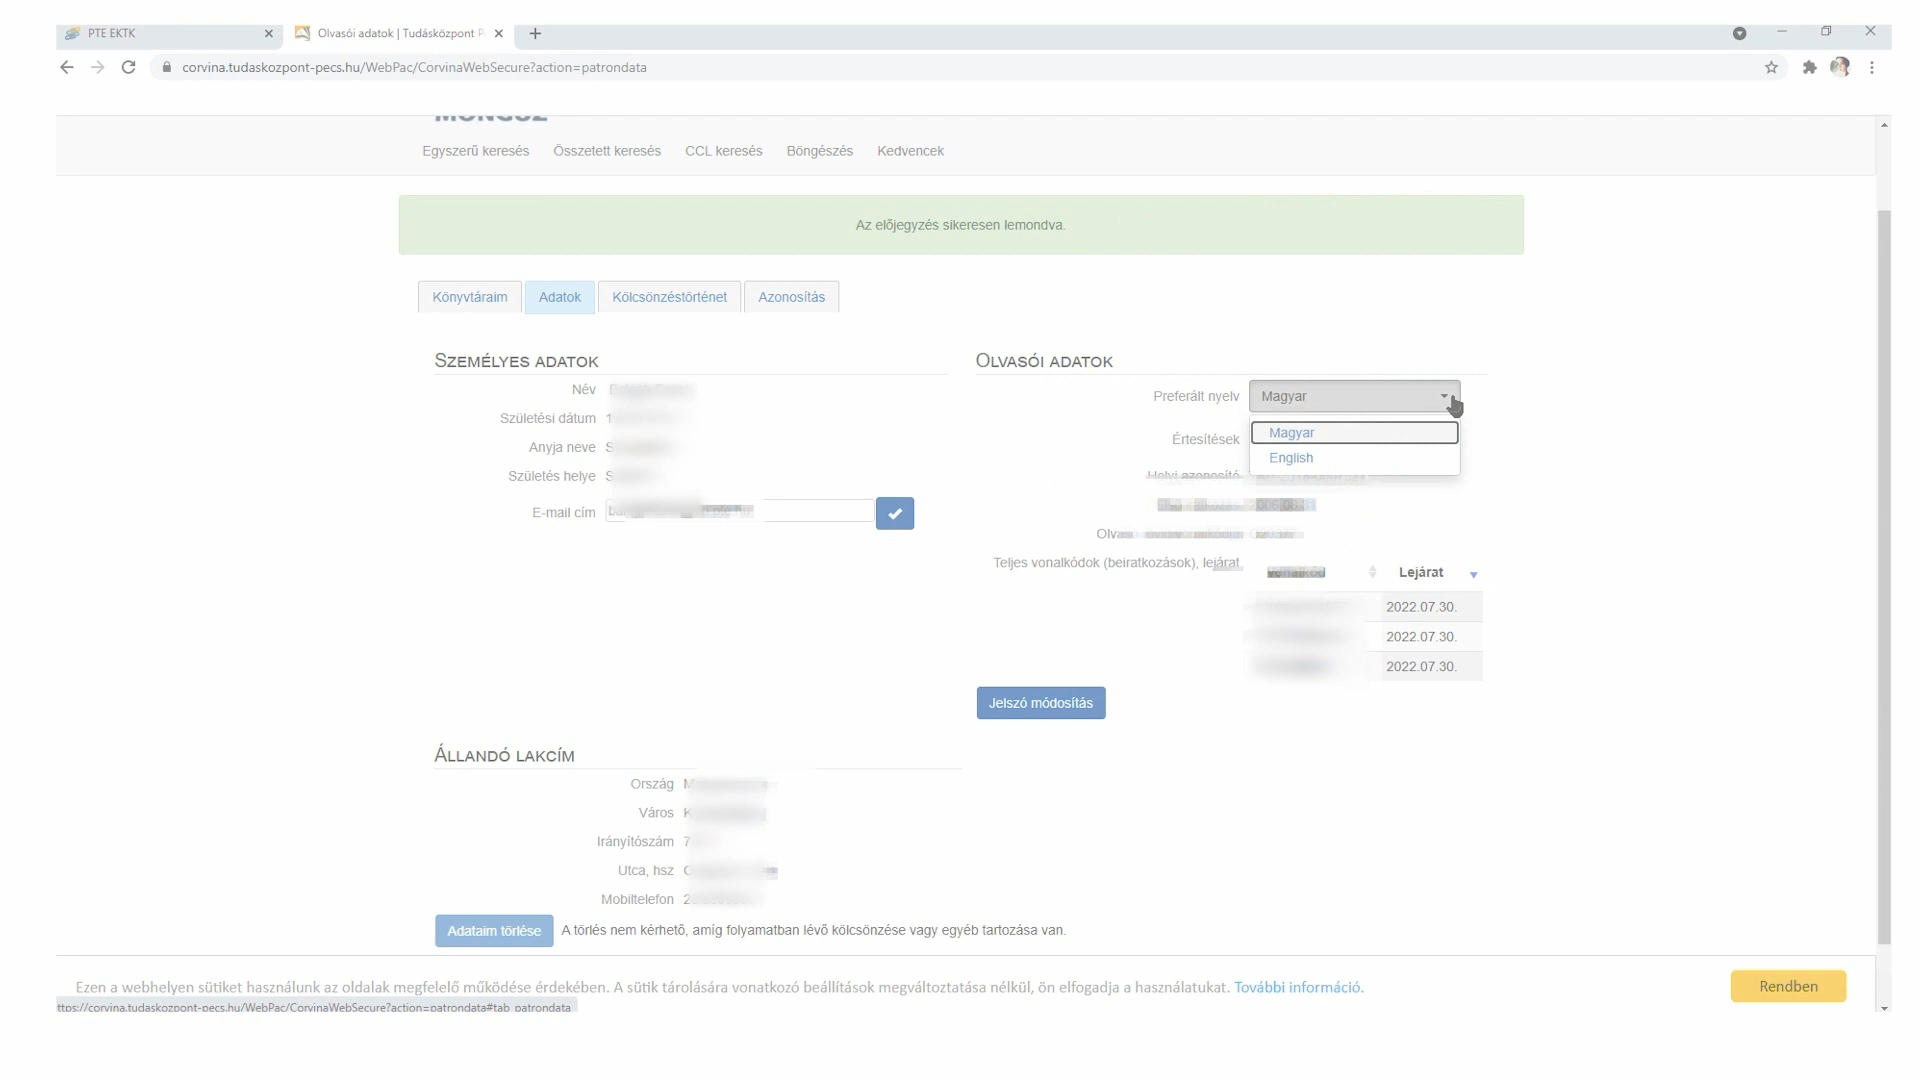 PTE EKTK
Olvasói adatok | Tudásközpont P
corvina.tudaskozpont-pecs.hu/WebPac/CorvinaWebSecure?action=patrondata
Egyszerű keresés Összetett keresés CCL keresés Böngészés Kedvencek
Az előjegyzés sikeresen lemondva.
Könyvtáraim Adatok Kölcsönzéstörténet Azonosítás
SZEMÉLYES ADATOK
Név
Születési dátum
Anyja neve
Születés helye
E-mail cím
OLVASÓI ADATOK
Preferált nyelv Magyar
Magyar
English
Értesítések
Helyi azonosító
Teljes vonalkódok (beiratkozások), lejárat
Vonalkód Lejárat
2022.07.30.
2022.07.30.
2022.07.30.
Jelszó módosítás
ÁLLANDÓ LAKCÍM
Ország
Város
Irányítószám
Utca, hsz
Mobiltelefon
Adataim törlése A törlés nem kérhető, amíg folyamatban lévő kölcsönzése vagy egyéb tartozása van.
Ezen a webhelyen sütiket használunk az oldalak megfelelő működése érdekében. A sütik tárolására vonatkozó beállítások megváltoztatása nélkül, ön elfogadja a használatukat. További információ.
Rendben
ttps://corvina.tudaskozpont-pecs.hu/WebPac/CorvinaWebSecure?action=patrondata#tab_patrondata